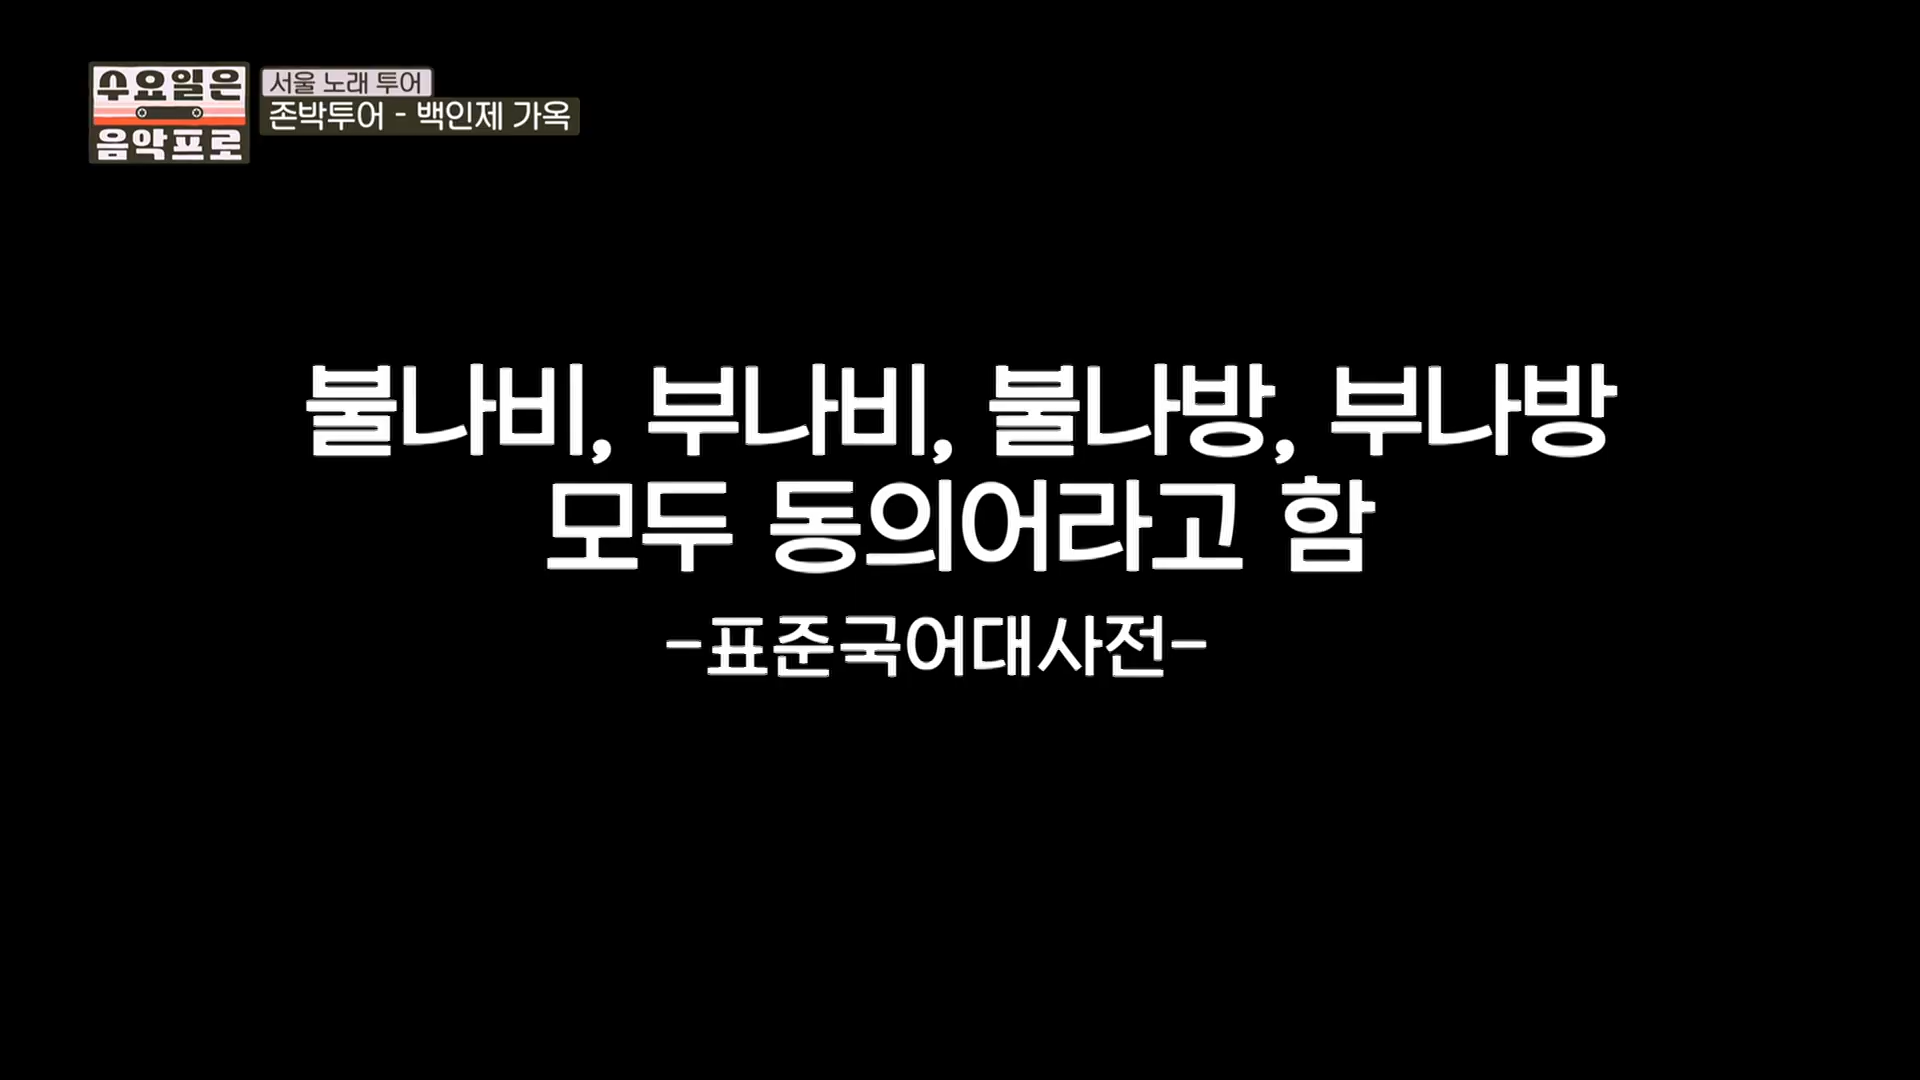 수요일은
음악프로
서울 노래 투어
존박투어 - 백인제 가옥
불나비, 부나비, 불나방, 부나방
모두 동의어라고 함
-표준국어대사전-